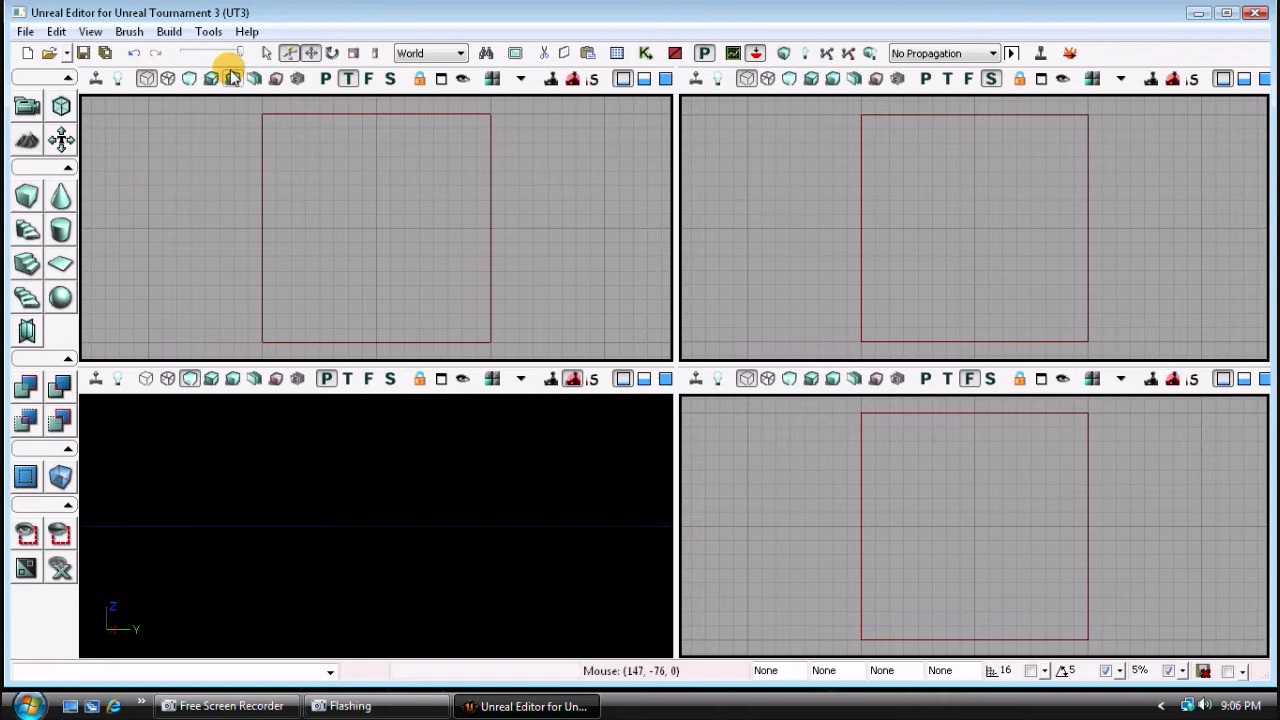 Unreal Editor for Unreal Tournament 3 (UT3)
File Edit View Brush Build Tools Help
World
K
P
No Propagation
P T F S
S
P T F S
P T F S
S
P T F S
S
Z
Y
Mouse: (147, -76, 0)
None None None None
16
5
5%
Free Screen Recorder
Flashing
Unreal Editor for Un...
9:06 PM